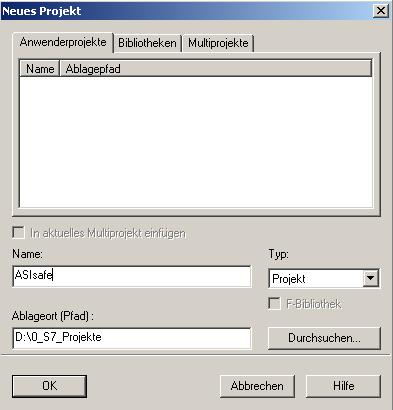 Neues Projekt
Anwenderprojekte Bibliotheken Multiprojekte
Name Ablagepfad
In aktuelles Multiprojekt einfügen
Name: Typ:
ASIsafe Projekt
F-Bibliothek
Ablageort (Pfad) :
D:\0_S7_Projekte Durchsuchen...
OK Abbrechen Hilfe